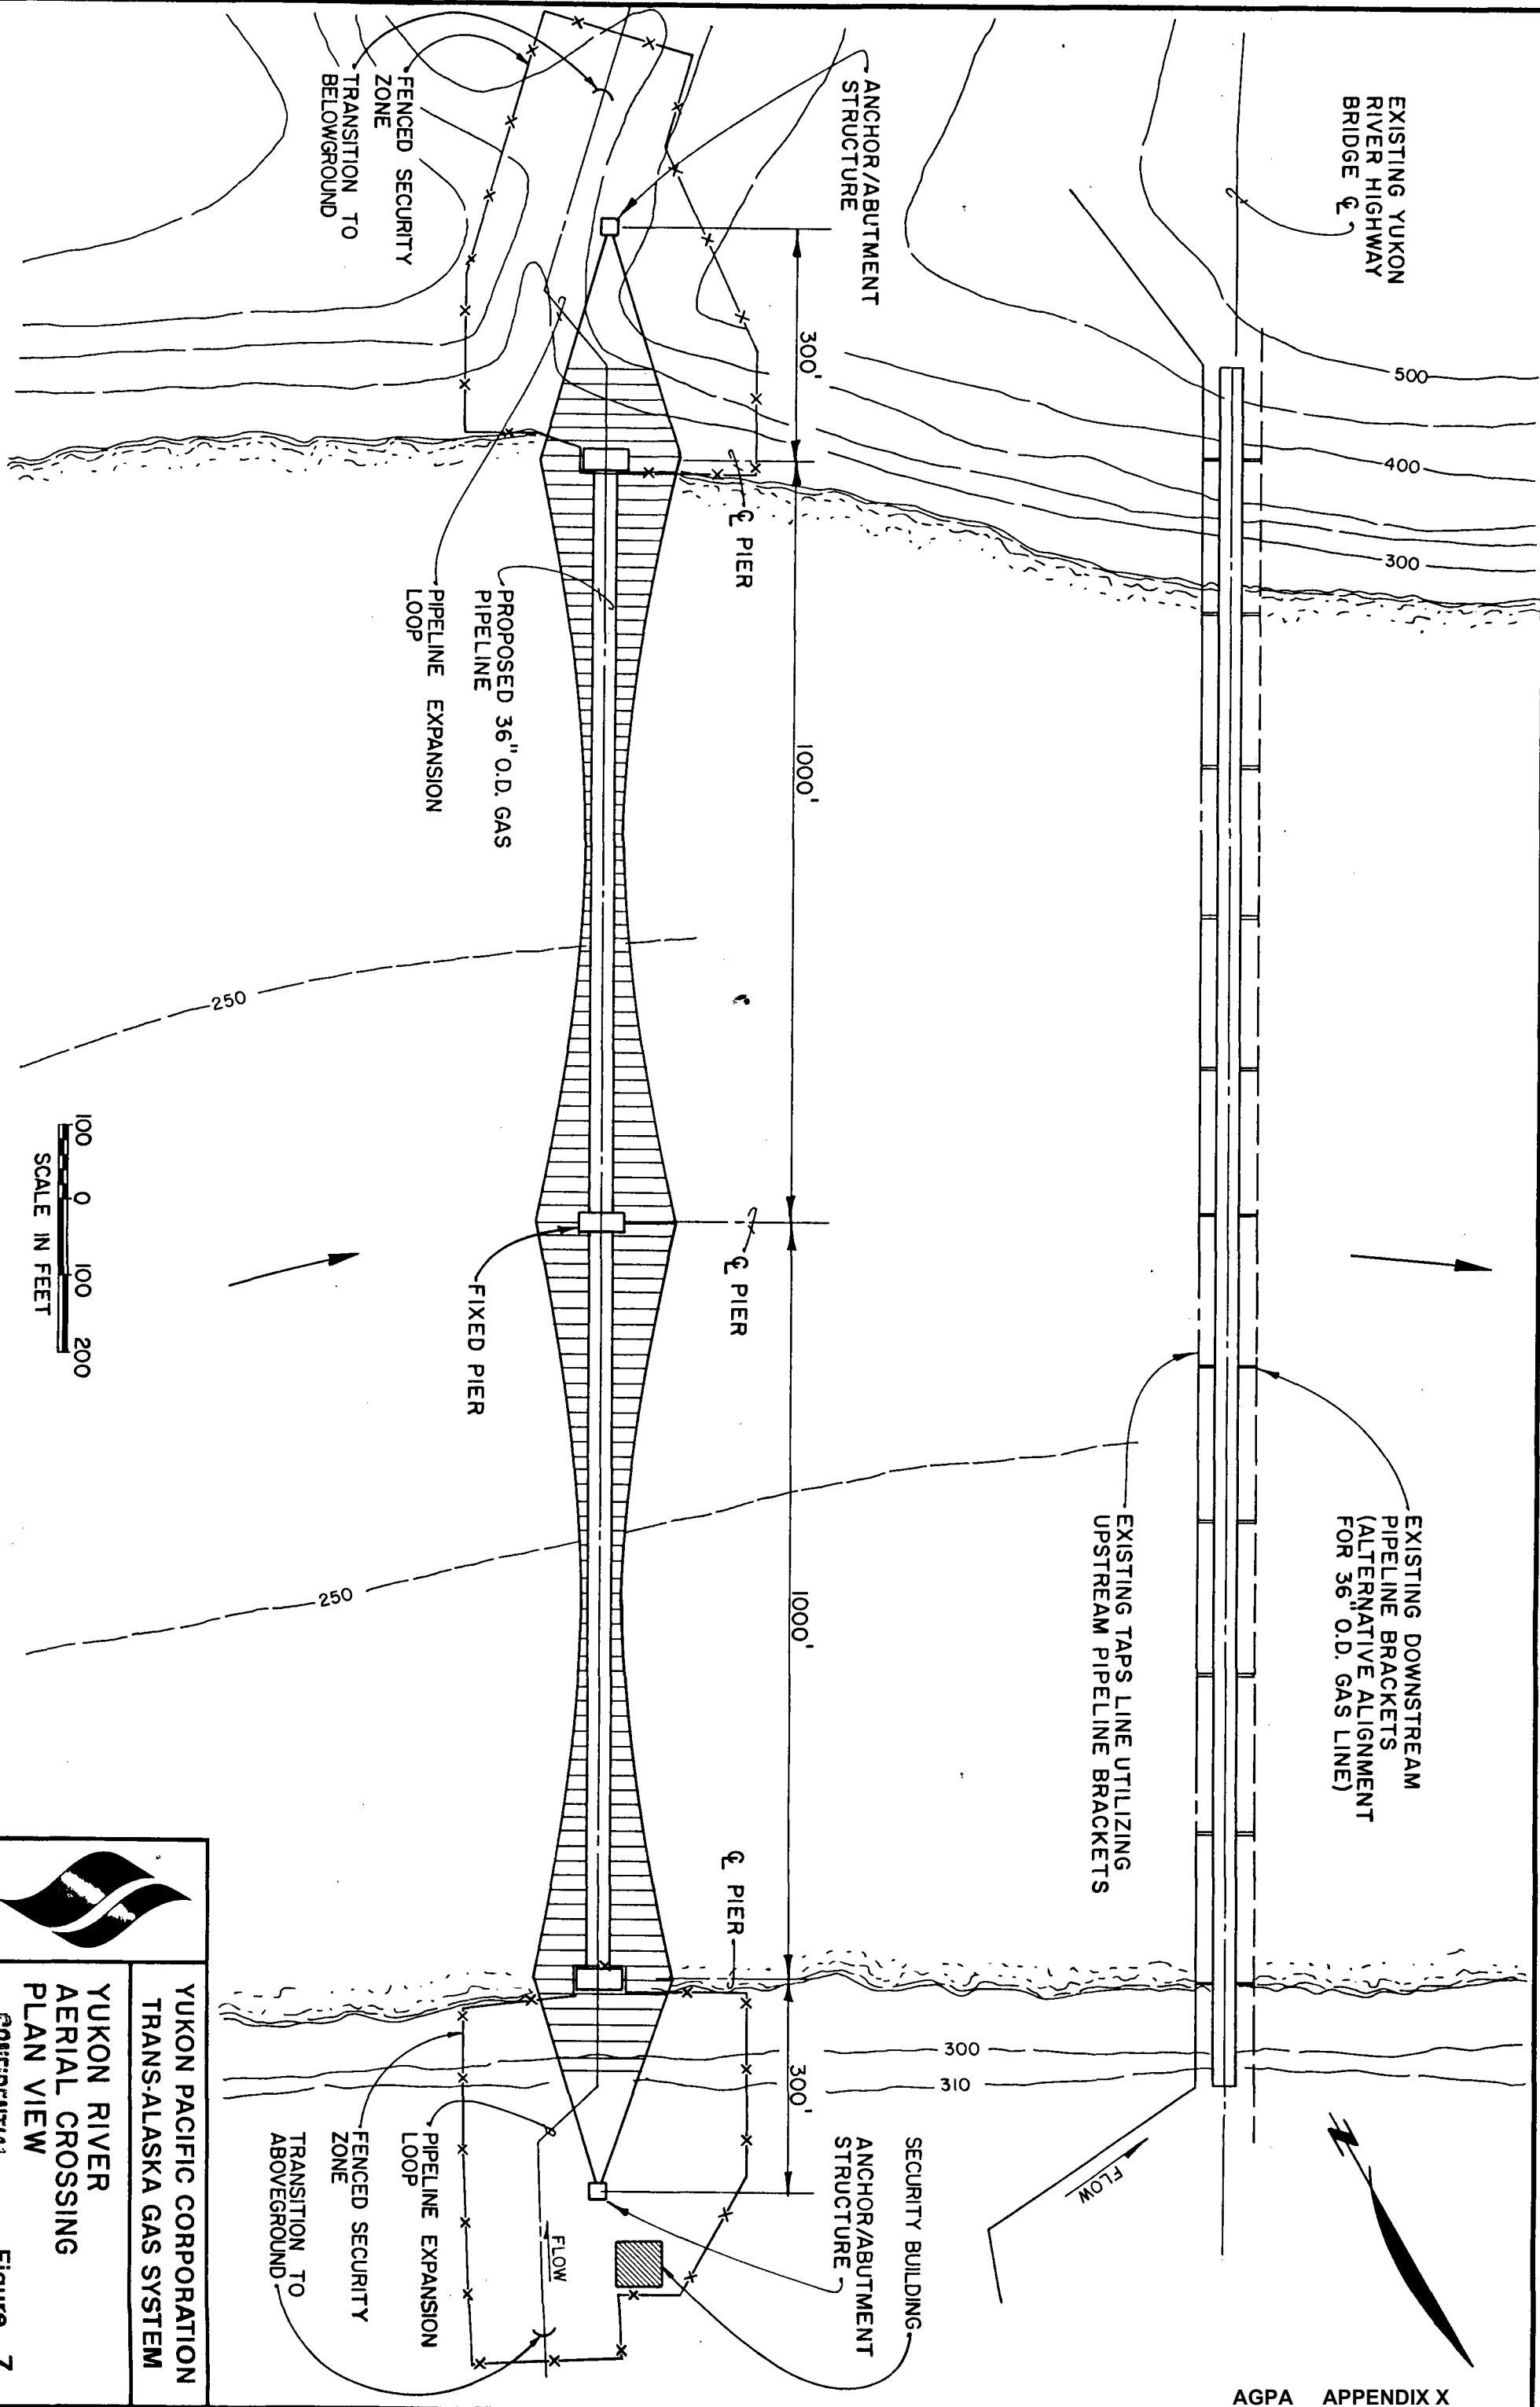 EXISTING YUKON
RIVER HIGHWAY
BRIDGE ℄
500
400
300
EXISTING DOWNSTREAM
PIPELINE BRACKETS
(ALTERNATIVE ALIGNMENT
FOR 36" O.D. GAS LINE)
EXISTING TAPS LINE UTILIZING
UPSTREAM PIPELINE BRACKETS
300
310
FLOW
N
SECURITY BUILDING
ANCHOR/ABUTMENT
STRUCTURE
ANCHOR/ABUTMENT
STRUCTURE
300'
1000'
1000'
300'
℄ PIER
℄ PIER
℄ PIER
FENCED SECURITY
ZONE
TRANSITION TO
BELOWGROUND
PROPOSED 36" O.D. GAS
PIPELINE
PIPELINE EXPANSION
LOOP
FIXED PIER
250
250
FLOW
PIPELINE EXPANSION
LOOP
FENCED SECURITY
ZONE
TRANSITION TO
ABOVEGROUND
100 0 100 200
SCALE IN FEET
YUKON PACIFIC CORPORATION
TRANS-ALASKA GAS SYSTEM
YUKON RIVER
AERIAL CROSSING
PLAN VIEW
Figure 7
AGPA APPENDIX X